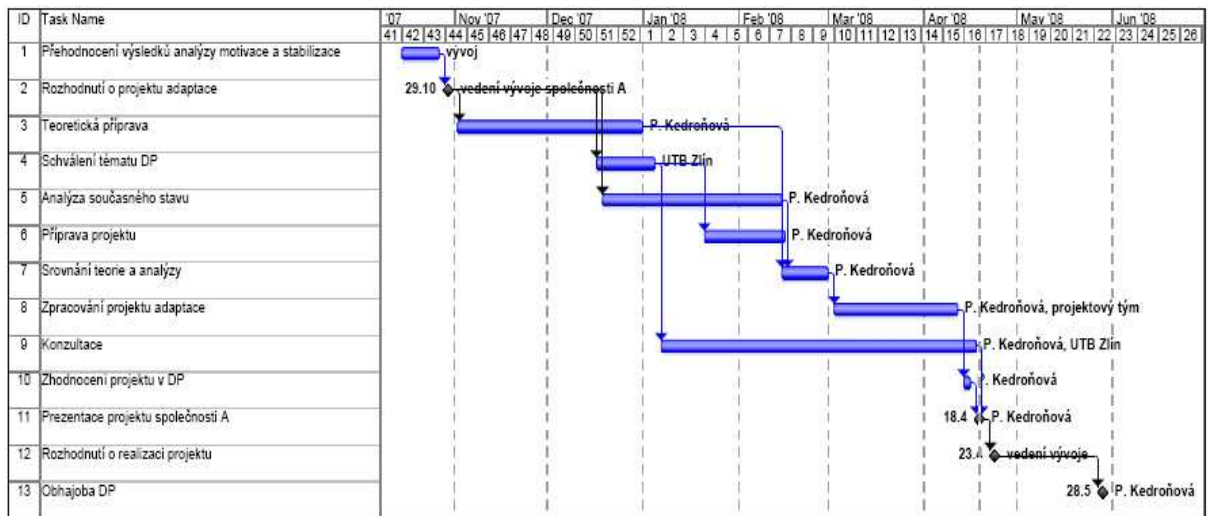 ID Task Name '07 Nov '07 Dec '07 Jan '08 Feb '08 Mar '08 Apr '08 May '08 Jun '08
41 42 43 44 45 46 47 48 49 50 51 52 1 2 3 4 5 6 7 8 9 10 11 12 13 14 15 16 17 18 19 20 21 22 23 24 25 26
1 Přehodnocení výsledků analýzy motivace a stabilizace vývoj
2 Rozhodnutí o projektu adaptace 29.10 vedení vývoje společnosti A
3 Teoretická příprava P. Kedroňová
4 Schválení tématu DP UTB Zlín
5 Analýza současného stavu P. Kedroňová
6 Příprava projektu P. Kedroňová
7 Srovnání teorie a analýzy P. Kedroňová
8 Zpracování projektu adaptace P. Kedroňová, projektový tým
9 Konzultace P. Kedroňová, UTB Zlín
10 Zhodnocení projektu v DP P. Kedroňová
11 Prezentace projektu společnosti A 18.4 P. Kedroňová
12 Rozhodnutí o realizaci projektu 23.4 vedení vývoje
13 Obhajoba DP 28.5 P. Kedroňová